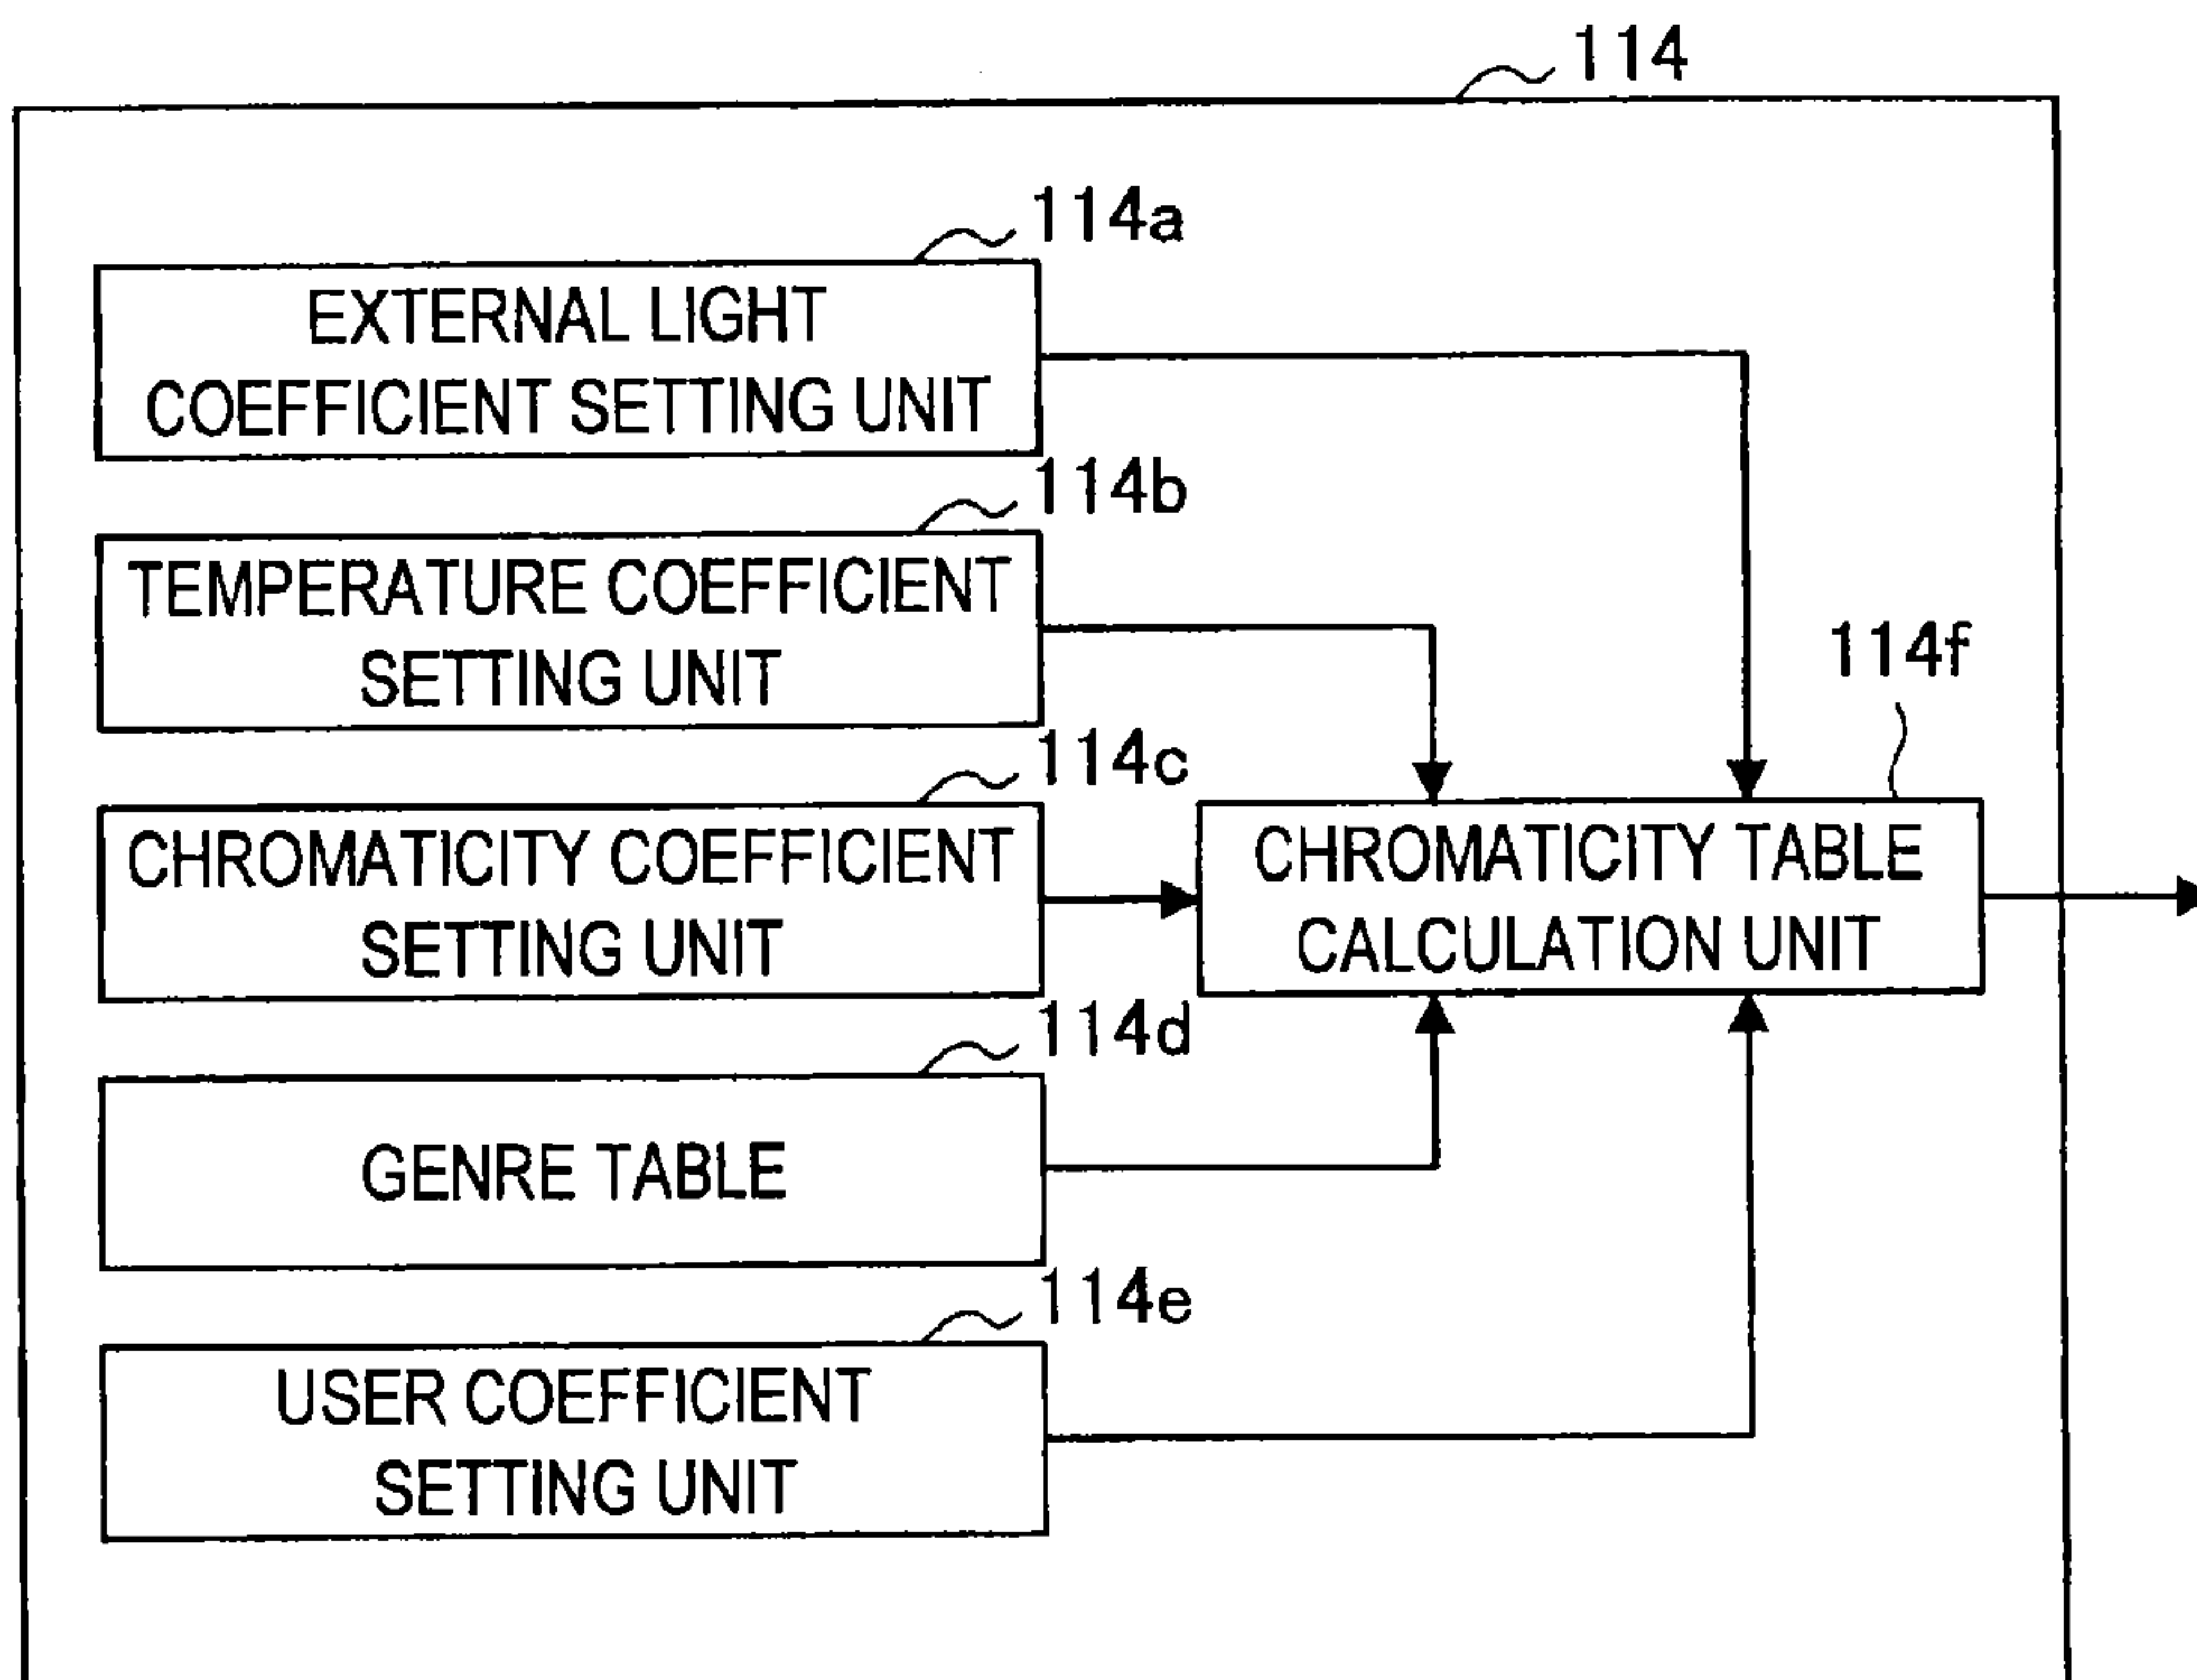 114
114a
EXTERNAL LIGHT
COEFFICIENT SETTING UNIT
114b
TEMPERATURE COEFFICIENT
SETTING UNIT
114c
CHROMATICITY COEFFICIENT
SETTING UNIT
114f
CHROMATICITY TABLE
CALCULATION UNIT
114d
GENRE TABLE
114e
USER COEFFICIENT
SETTING UNIT